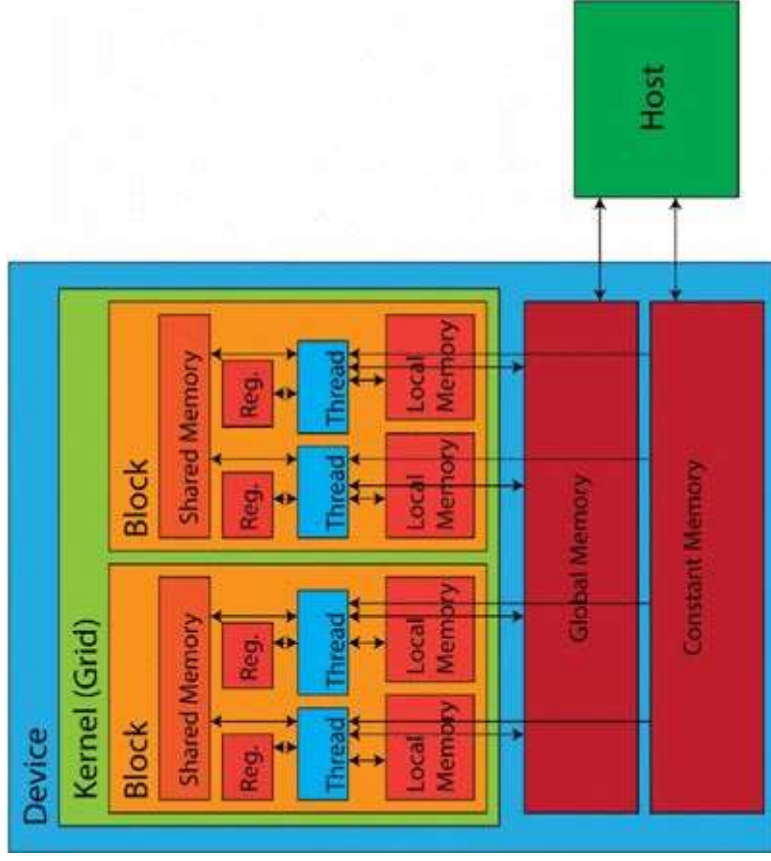 Device
Kernel (Grid)
Block
Shared Memory
Reg.
Reg.
Thread
Thread
Local
Memory
Local
Memory
Block
Shared Memory
Reg.
Reg.
Thread
Thread
Local
Memory
Local
Memory
Global Memory
Constant Memory
Host